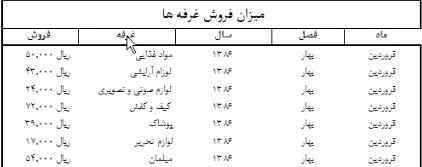 میزان فروش غرفه ها
ماه فصل سال غرفه فروش
فروردین بهار ۱۳۸۶ مواد غذایی ریال ۵۰,۰۰۰
فروردین بهار ۱۳۸۶ لوازم آرایشی ریال ۴۳,۰۰۰
فروردین بهار ۱۳۸۶ لوازم صوتی و تصویری ریال ۲۴,۰۰۰
فروردین بهار ۱۳۸۶ کیف و کفش ریال ۷۲,۰۰۰
فروردین بهار ۱۳۸۶ پوشاک ریال ۳۹,۰۰۰
فروردین بهار ۱۳۸۶ لوازم تحریر ریال ۱۷,۰۰۰
فروردین بهار ۱۳۸۶ مبلمان ریال ۵۴,۰۰۰